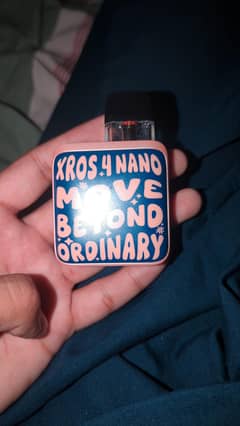 XROS 4 NANO
MOVE
BEYOND
ORDINARY